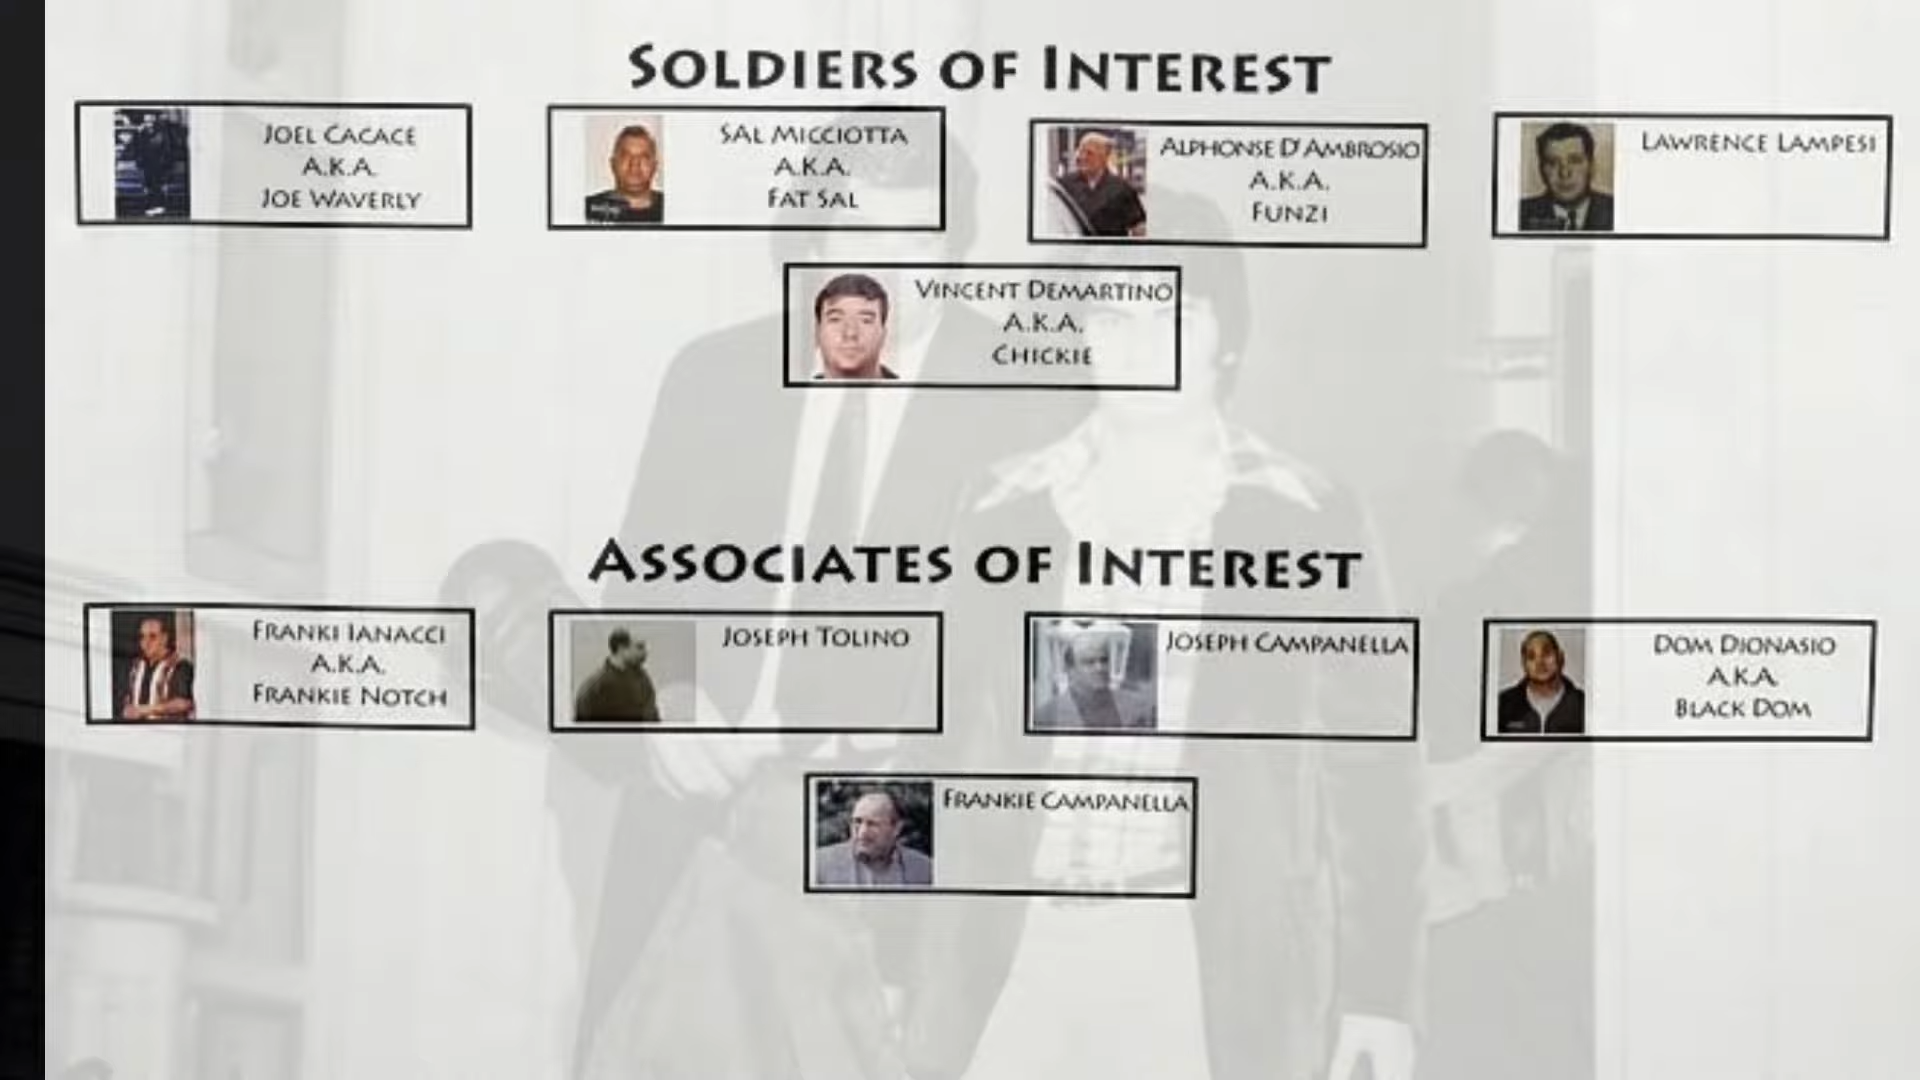 SOLDIERS OF INTEREST
JOEL CACACE
A.K.A.
JOE WAVERLY
SAL MICCIOTTA
A.K.A.
FAT SAL
ALPHONSE D'AMBROSIO
A.K.A.
FUNZI
LAWRENCE LAMPESI
VINCENT DEMARTINO
A.K.A.
CHICKIE
ASSOCIATES OF INTEREST
FRANKI IANACCI
A.K.A.
FRANKIE NOTCH
JOSEPH TOLINO
JOSEPH CAMPANELLA
DOM DIONASIO
A.K.A
BLACK DOM
FRANKIE CAMPANELLA